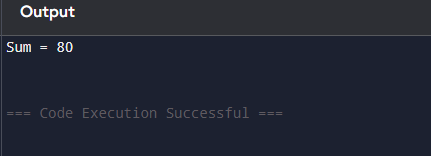 Output
Sum = 80
=== Code Execution Successful ===